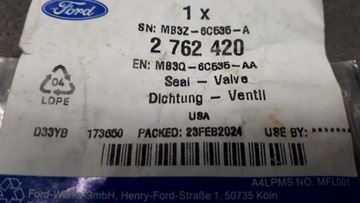 Ford
1 x
SN: MB3Z-6C535-A
2 762 420
EN: MB3Q-6C535-AA
Seal - Valve
Dichtung - Ventil
USA
04
LDPE
D33YB 173650 PACKED: 23FEB2024 USE BY: ********
A4LPMS NO. MFL001
Ford-Werke GmbH, Henry-Ford-Straße 1, 50735 Köln